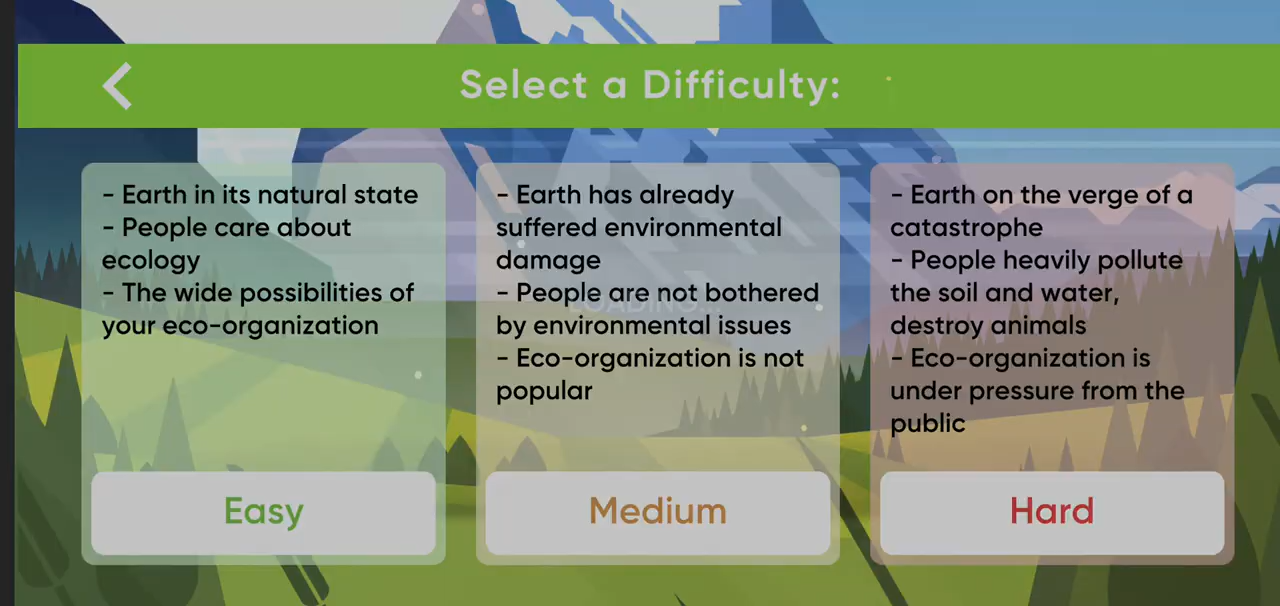 Select a Difficulty:
- Earth in its natural state
- People care about
ecology
- The wide possibilities of
your eco-organization
Easy
- Earth has already
suffered environmental
damage
- People are not bothered
by environmental issues
- Eco-organization is not
popular
LOADING...
Medium
- Earth on the verge of a
catastrophe
- People heavily pollute
the soil and water,
destroy animals
- Eco-organization is
under pressure from the
public
Hard